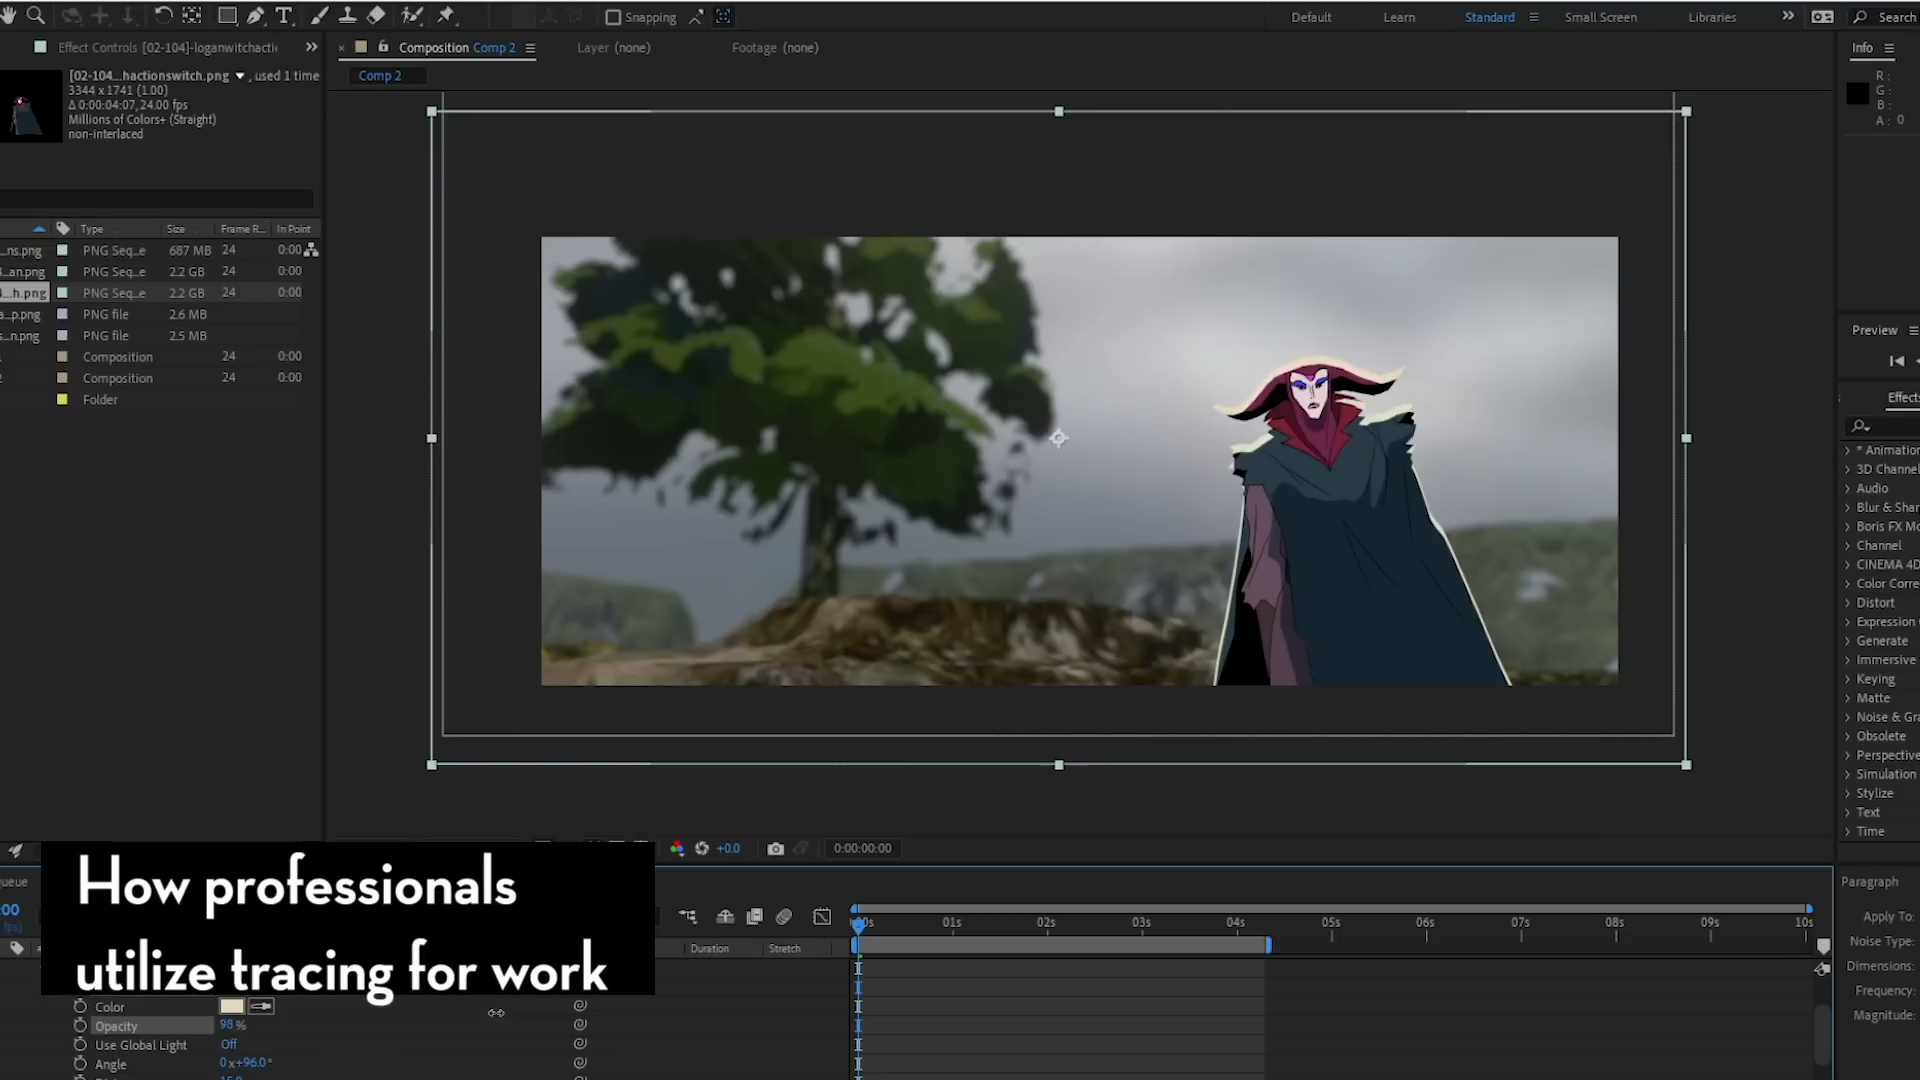 Snapping
Default
Learn
Standard
Small Screen
Libraries
Search
Effect Controls [02-104]-loganwitchacti
Composition Comp 2
Layer (none)
Footage (none)
Info
Comp 2
[02-104...hactionswitch.png , used 1 time
3344 x 1741 (1.00)
Δ 0:00:04:07, 24.00 fps
Millions of Colors+ (Straight)
non-interlaced
R :
G :
B :
A : 0
Type
Size
Frame R...
In Point
...ns.png PNG Seq...e 687 MB 24 0:00
...an.png PNG Seq...e 2.2 GB 24 0:00
...h.png PNG Seq...e 2.2 GB 24 0:00
...p.png PNG file 2.6 MB
...n.png PNG file 2.5 MB
Composition 24 0:00
Composition 24 0:00
Folder
Preview
Effects
* Animation
3D Channel
Audio
Blur & Shar
Boris FX Mo
Channel
CINEMA 4D
Color Corre
Distort
Expression
Generate
Immersive
Keying
Matte
Noise & Gra
Obsolete
Perspective
Simulation
Stylize
Text
Time
+0.0
0:00:00:00
How professionals
utilize tracing for work
ueue
:00
fps)
Duration
Stretch
00s 01s 02s 03s 04s 05s 06s 07s 08s 09s 10s
Color
Opacity 98 %
Use Global Light Off
Angle 0 x+96.0°
Paragraph
Apply To:
Noise Type:
Dimensions:
Frequency:
Magnitude: